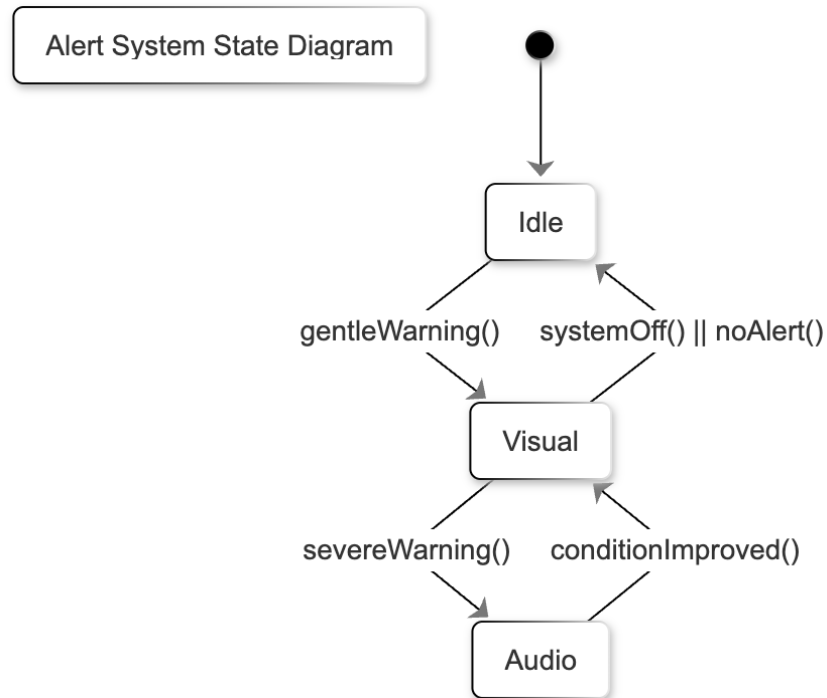 Alert System State Diagram
Idle
gentleWarning()
systemOff() || noAlert()
Visual
severeWarning()
conditionImproved()
Audio